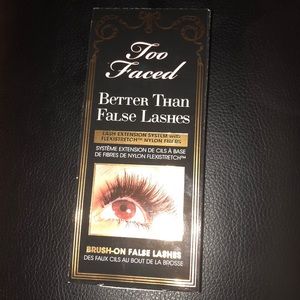 Too
Faced
BETTER THAN
FALSE LASHES
LASH EXTENSION SYSTEM with
FLEXISTRETCH™ NYLON FIBERS
SYSTÈME EXTENSION DE CILS À BASE
DE FIBRES DE NYLON FLEXISTRETCH™
BRUSH-ON FALSE LASHES
DES FAUX CILS AU BOUT DE LA BROSSE